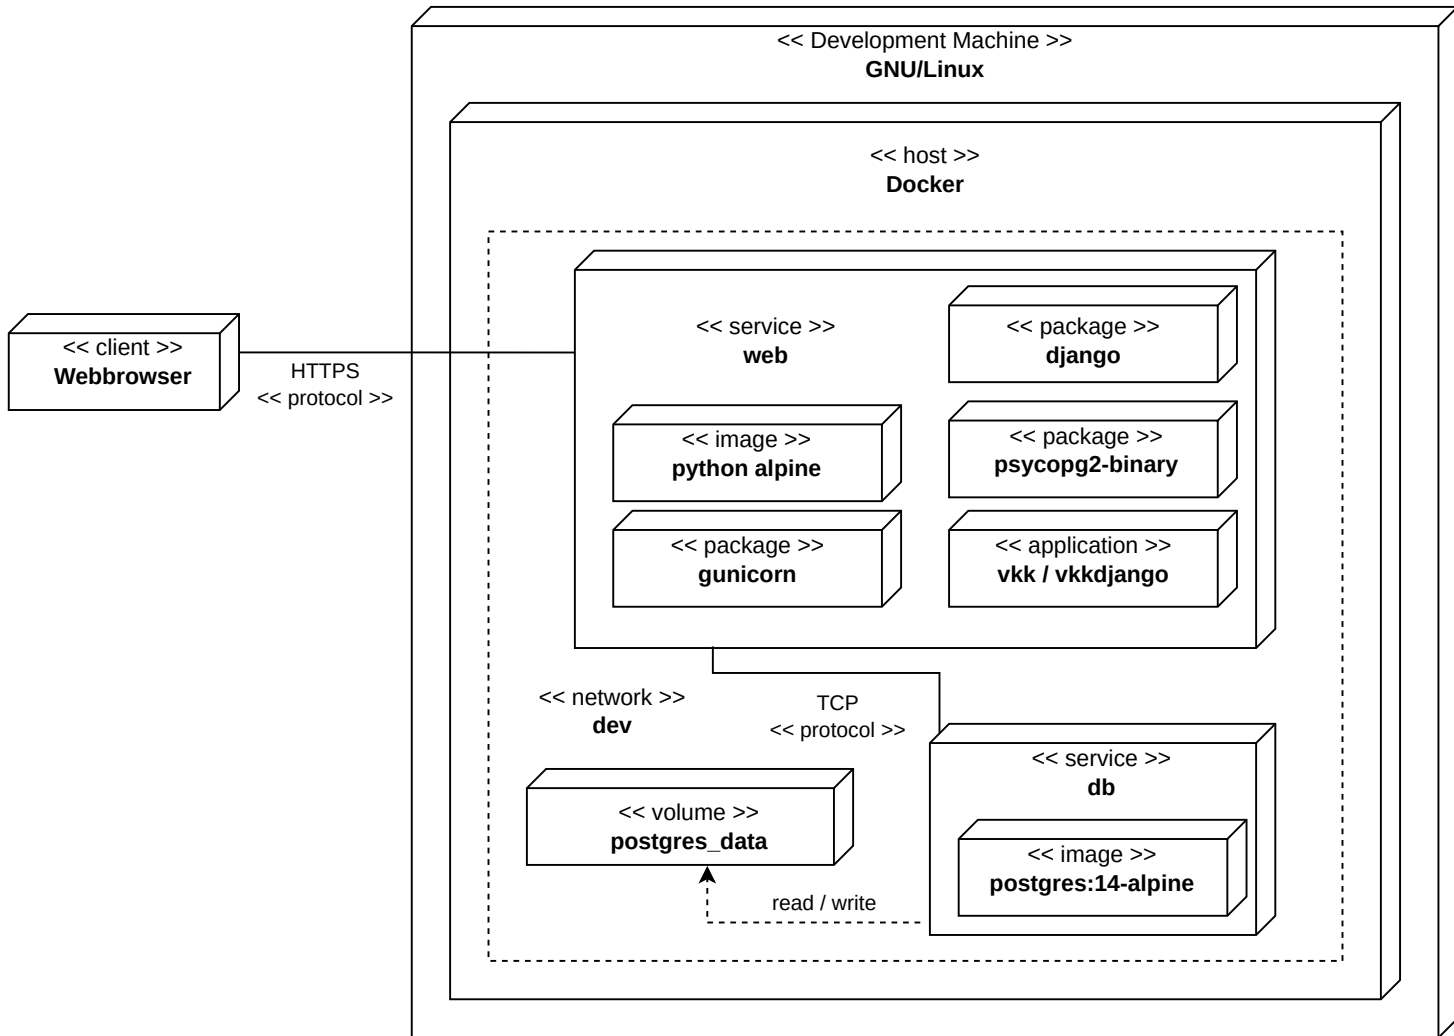 << Development Machine >>
GNU/Linux
<< host >>
Docker
<< client >>
Webbrowser
HTTPS
<< protocol >>
<< service >>
web
<< package >>
django
<< image >>
python alpine
<< package >>
psycopg2-binary
<< package >>
gunicorn
<< application >>
vkk / vkkdjango
<< network >>
dev
TCP
<< protocol >>
<< service >>
db
<< volume >>
postgres_data
<< image >>
postgres:14-alpine
read / write